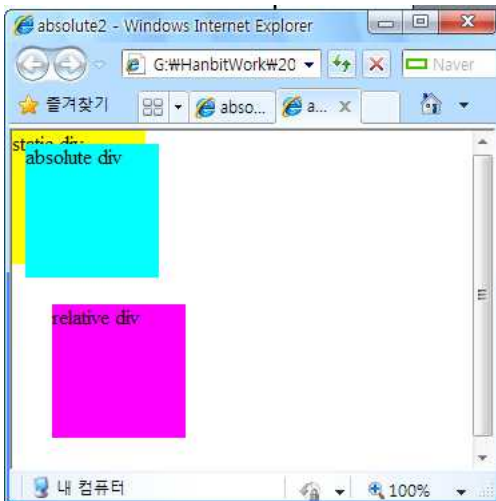 absolute2 - Windows Internet Explorer
G:₩HanbitWork₩20
Naver
즐겨찾기
abso...
a...
static div
absolute div
relative div
내 컴퓨터
100%